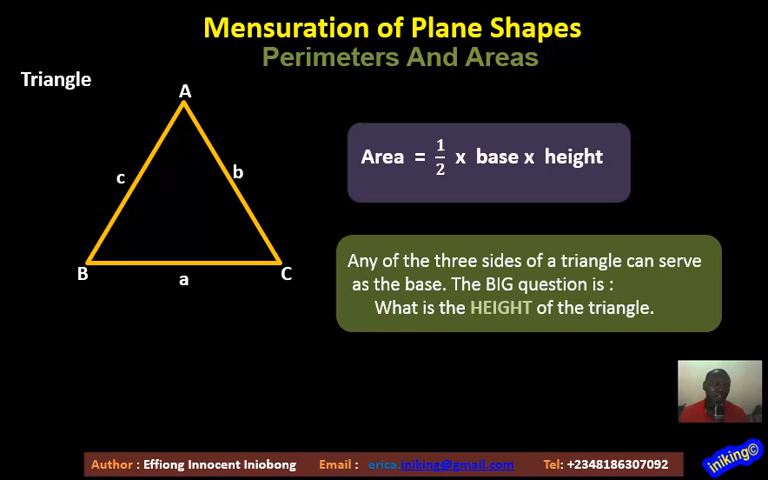 Mensuration of Plane Shapes
Perimeters And Areas
Triangle
A
c
b
B
a
C
Area = 1/2 x base x height
Any of the three sides of a triangle can serve
as the base. The BIG question is :
What is the HEIGHT of the triangle.
Author : Effiong Innocent Iniobong Email : erica.iniking@gmail.com Tel: +2348186307092
iniking©